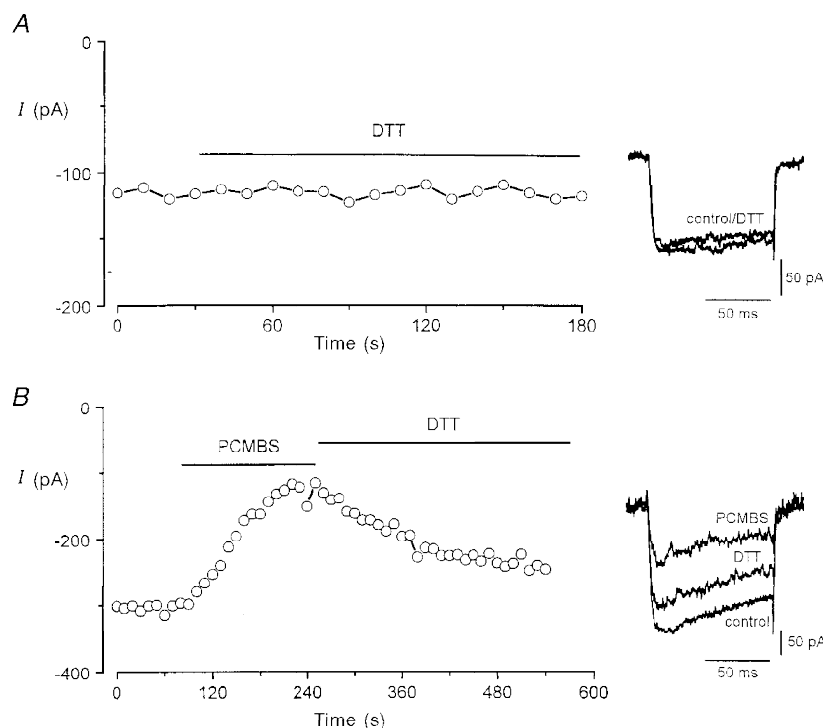 A
0
I (pA)
-100
-200
DTT
0
60
120
180
Time (s)
control/DTT
50 pA
50 ms
B
0
I (pA)
-200
-400
PCMBS
DTT
0
120
240
360
480
600
Time (s)
PCMBS
DTT
control
50 pA
50 ms